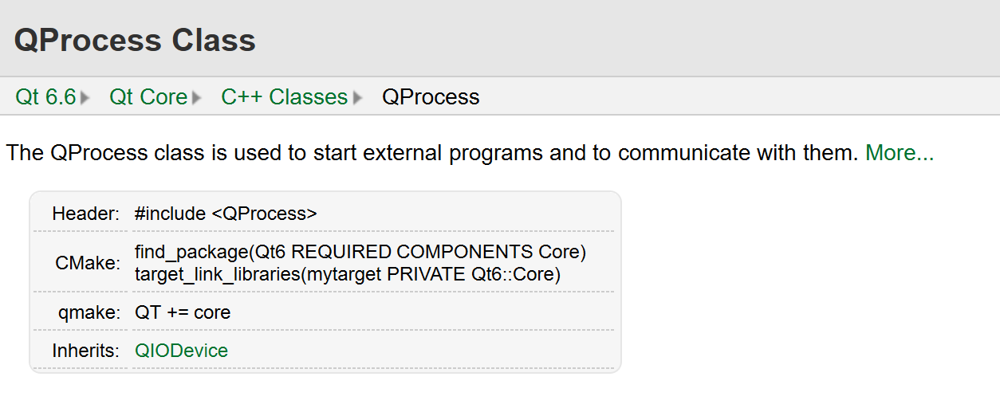 QProcess Class
Qt 6.6 Qt Core C++ Classes QProcess
The QProcess class is used to start external programs and to communicate with them. More...
Header: #include <QProcess>
CMake: find_package(Qt6 REQUIRED COMPONENTS Core)
target_link_libraries(mytarget PRIVATE Qt6::Core)
qmake: QT += core
Inherits: QIODevice